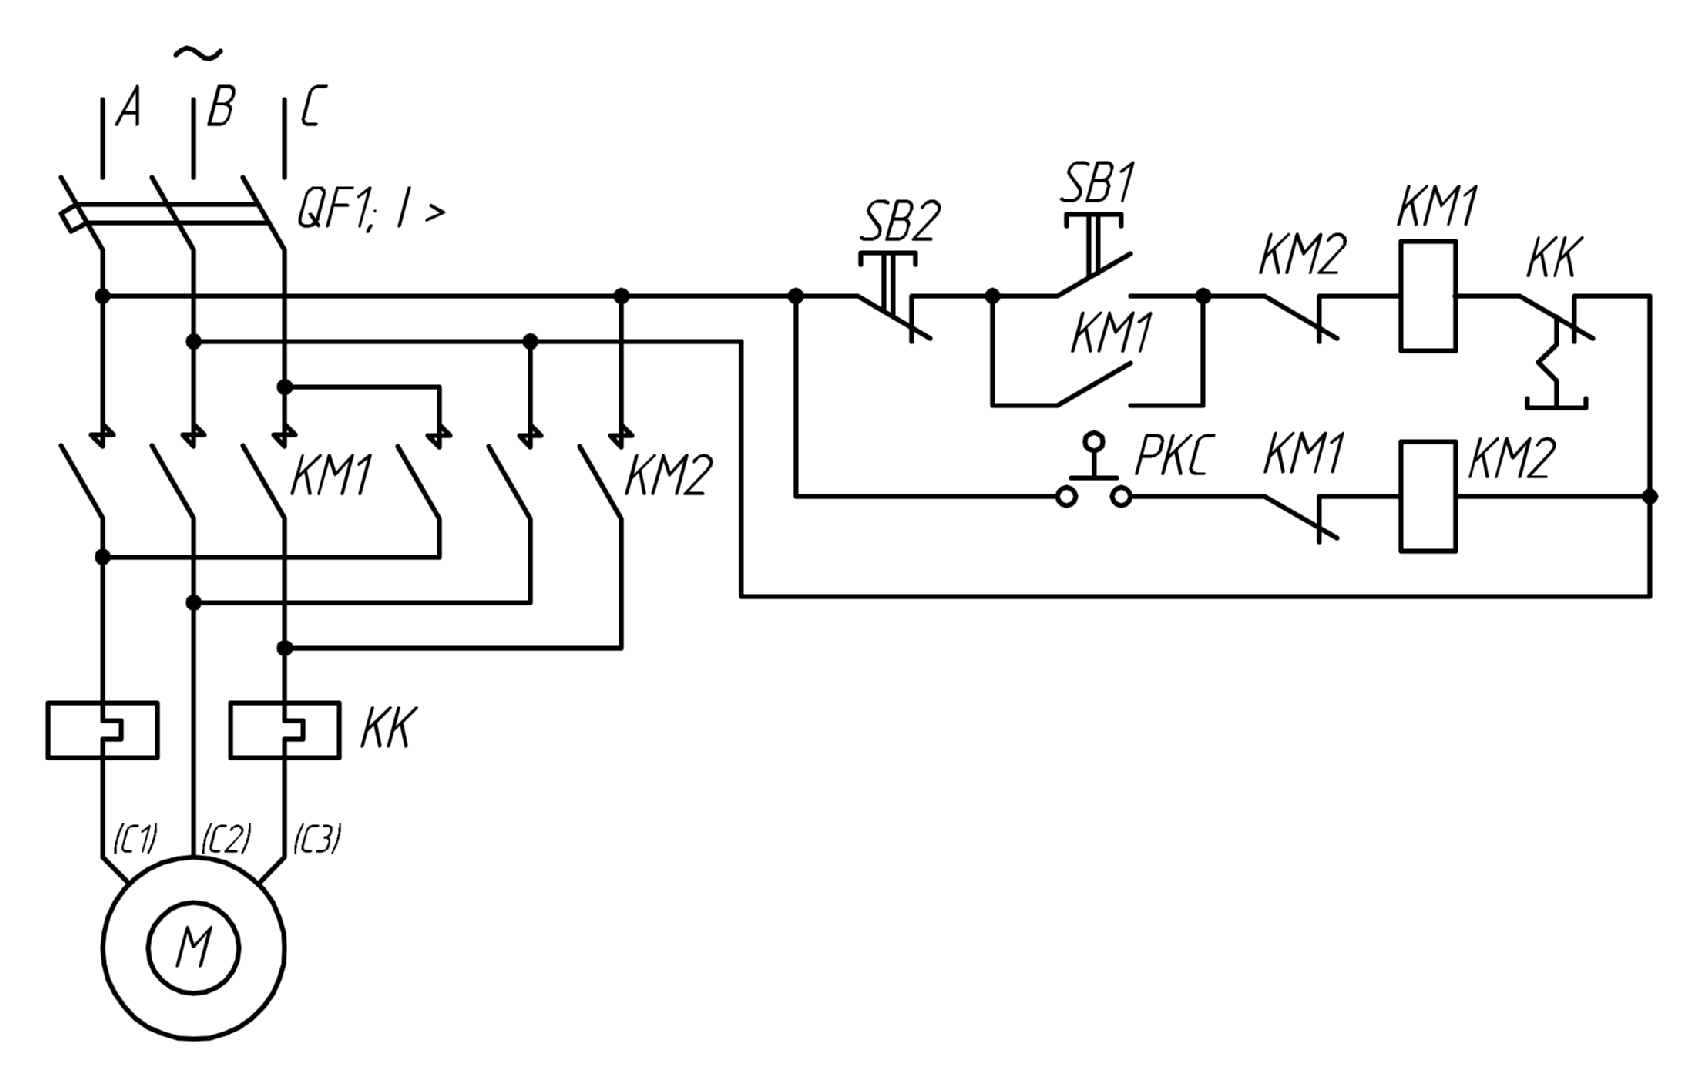 ~
A B C
QF1; I >
SB2
SB1
KM2
KM1
KK
KM1
PKC
KM1
KM2
KM1
KM2
KK
(C1) (C2) (C3)
M